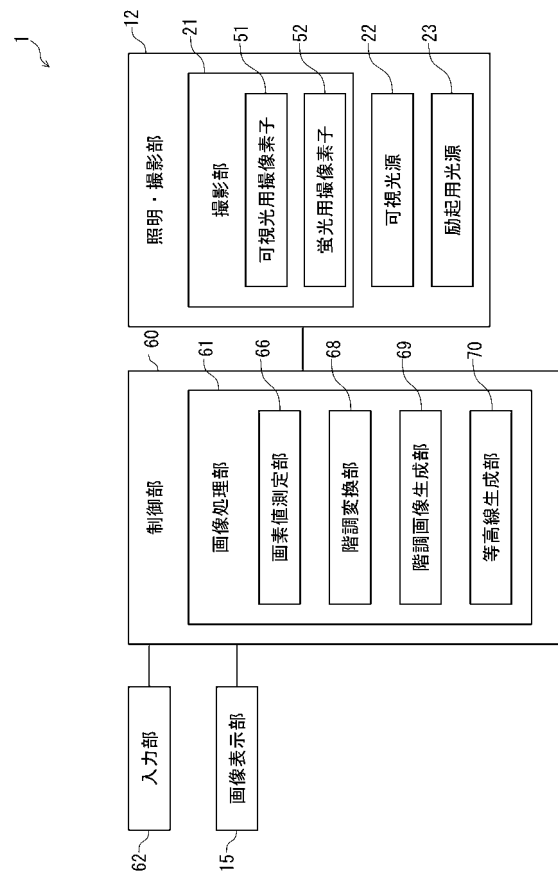 1
12
照明・撮影部
21
撮影部
51
可視光用撮像素子
52
蛍光用撮像素子
22
可視光源
23
励起用光源
60
制御部
61
画像処理部
66
画素値測定部
68
階調変換部
69
階調画像生成部
70
等高線生成部
入力部
62
画像表示部
15